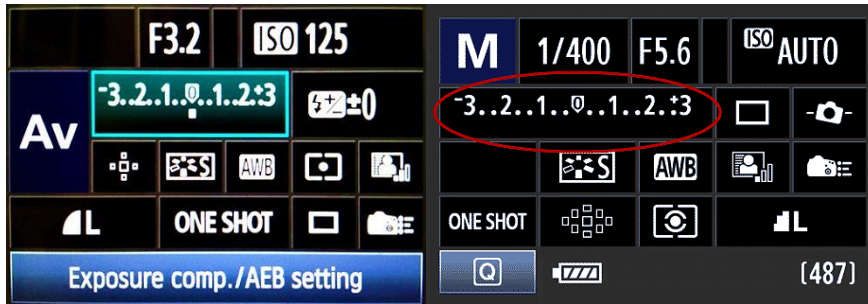 F3.2 ISO 125
Av -3..2..1..0..1..2.+3 ±0
S AWB
L ONE SHOT
Exposure comp./AEB setting
M 1/400 F5.6 ISO AUTO
-3..2..1..0..1..2.+3
S AWB
ONE SHOT L
Q (487)